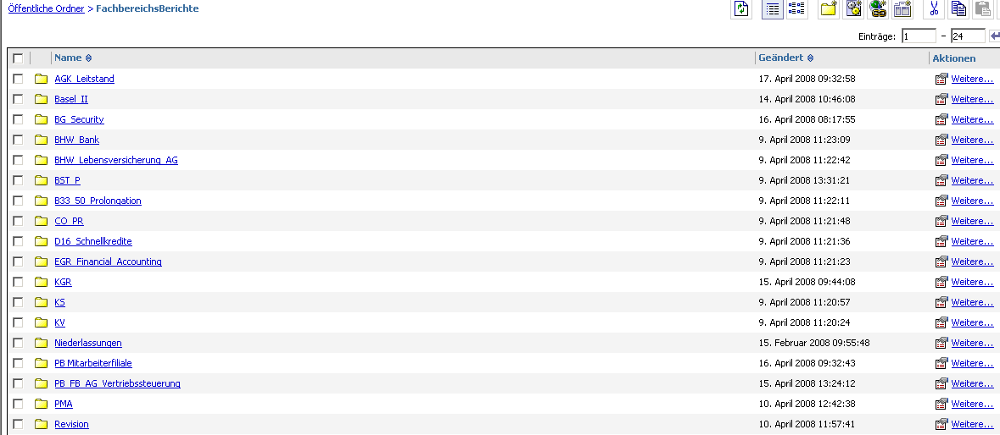 Öffentliche Ordner > FachbereichsBerichte
Einträge: 1 - 24
Name Geändert Aktionen
AGK_Leitstand 17. April 2008 09:32:58 Weitere...
Basel_II 14. April 2008 10:46:08 Weitere...
BG_Security 16. April 2008 08:17:55 Weitere...
BHW_Bank 9. April 2008 11:23:09 Weitere...
BHW_Lebensversicherung_AG 9. April 2008 11:22:42 Weitere...
BST_P 9. April 2008 13:31:21 Weitere...
B33_50_Prolongation 9. April 2008 11:22:11 Weitere...
CO_PR 9. April 2008 11:21:48 Weitere...
D16_Schnellkredite 9. April 2008 11:21:36 Weitere...
EGR_Financial_Accounting 9. April 2008 11:21:23 Weitere...
KGR 15. April 2008 09:44:08 Weitere...
KS 9. April 2008 11:20:57 Weitere...
KV 9. April 2008 11:20:24 Weitere...
Niederlassungen 15. Februar 2008 09:55:48 Weitere...
PB Mitarbeiterfiliale 16. April 2008 09:32:43 Weitere...
PB_FB_AG_Vertriebssteuerung 15. April 2008 13:24:12 Weitere...
PMA 10. April 2008 12:42:38 Weitere...
Revision 10. April 2008 11:57:41 Weitere...